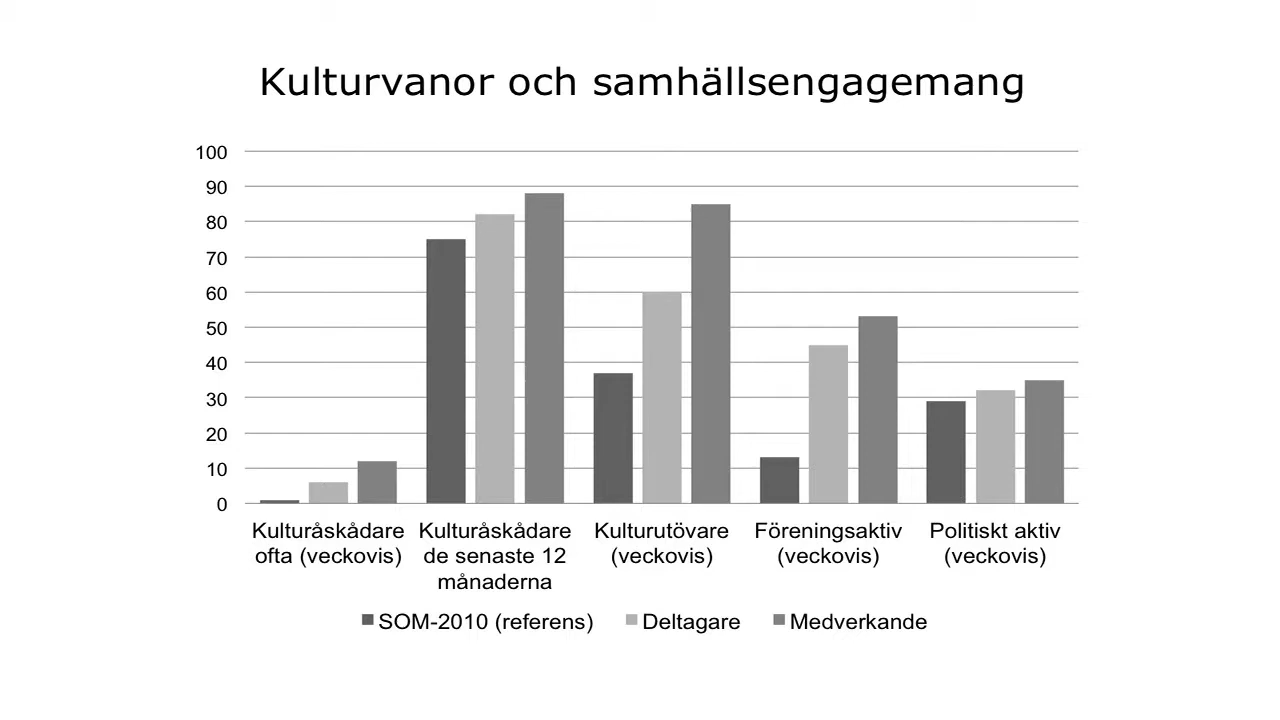 Kulturvanor och samhällsengagemang
100
90
80
70
60
50
40
30
20
10
0
Kulturåskådare ofta (veckovis)
Kulturåskådare de senaste 12 månaderna
Kulturutövare (veckovis)
Föreningsaktiv (veckovis)
Politiskt aktiv (veckovis)
SOM-2010 (referens) Deltagare Medverkande